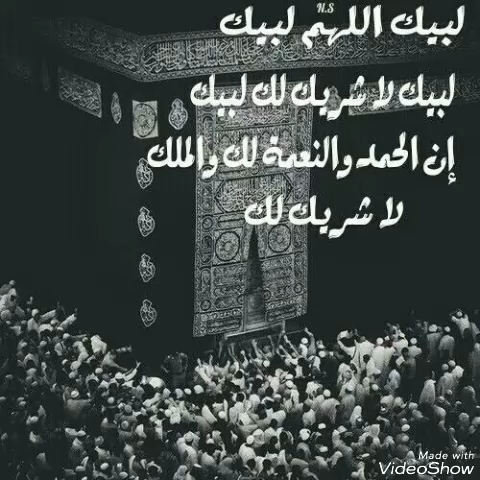 N.S
لبيك اللهم لبيك
لبيك لا شريك لك لبيك
إن الحمد والنعمة لك والملك
لا شريك لك
Made with
VideoShow